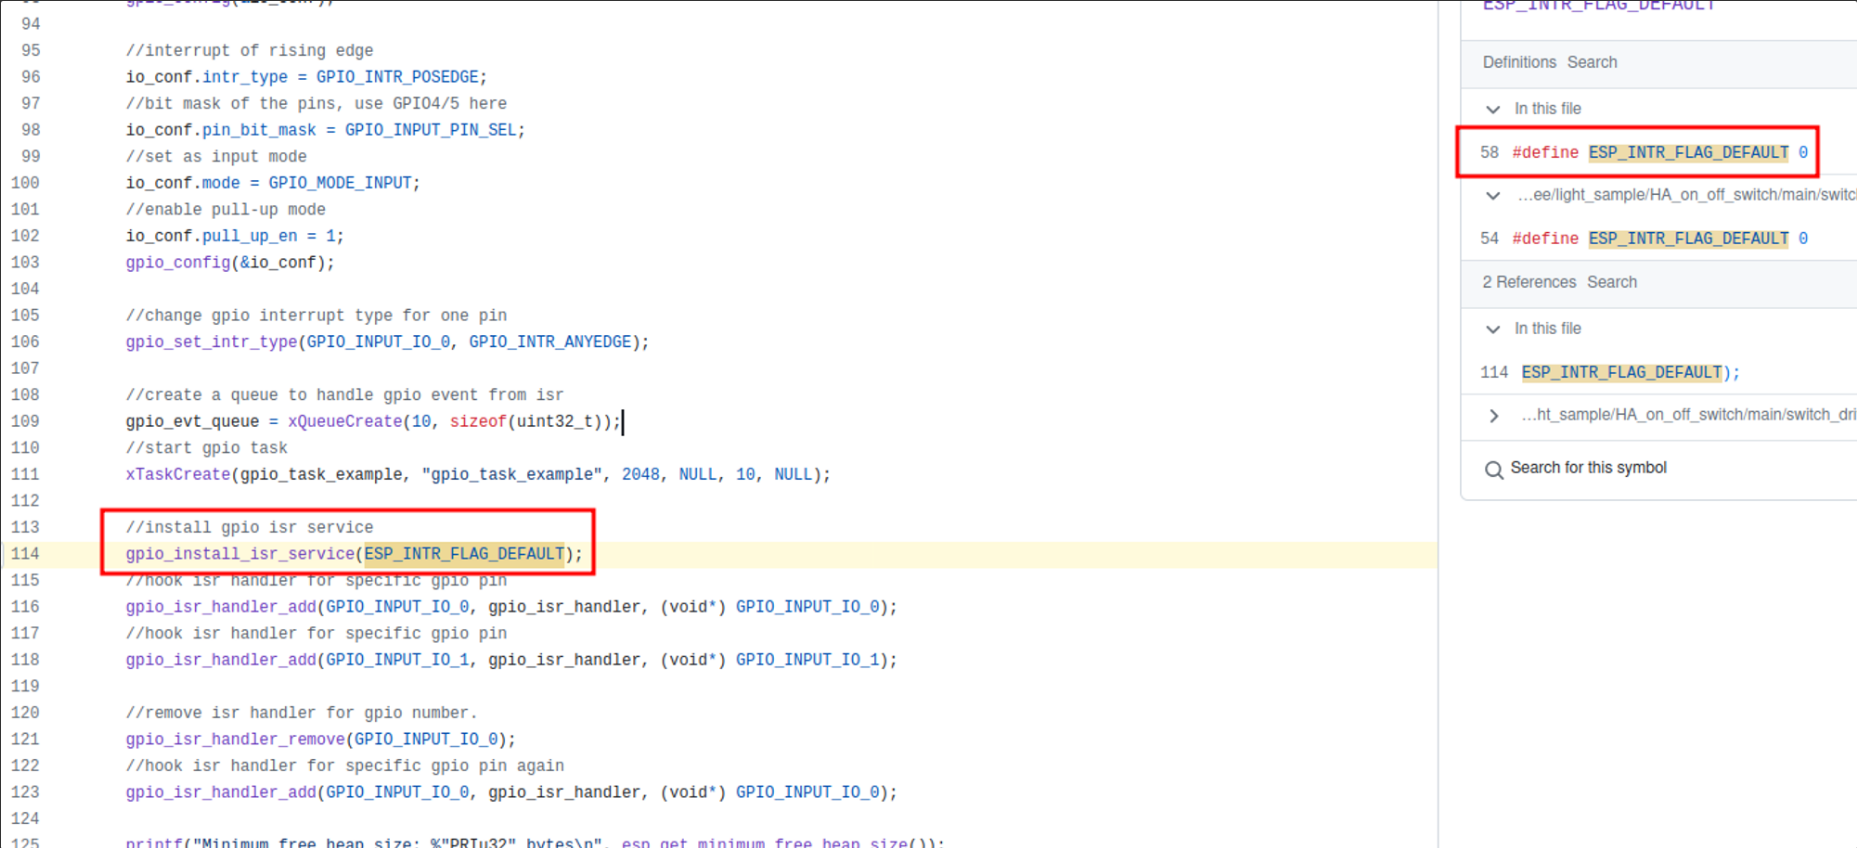 93 gpio_config(&io_conf);
94
95 //interrupt of rising edge
96 io_conf.intr_type = GPIO_INTR_POSEDGE;
97 //bit mask of the pins, use GPIO4/5 here
98 io_conf.pin_bit_mask = GPIO_INPUT_PIN_SEL;
99 //set as input mode
100 io_conf.mode = GPIO_MODE_INPUT;
101 //enable pull-up mode
102 io_conf.pull_up_en = 1;
103 gpio_config(&io_conf);
104
105 //change gpio interrupt type for one pin
106 gpio_set_intr_type(GPIO_INPUT_IO_0, GPIO_INTR_ANYEDGE);
107
108 //create a queue to handle gpio event from isr
109 gpio_evt_queue = xQueueCreate(10, sizeof(uint32_t));
110 //start gpio task
111 xTaskCreate(gpio_task_example, "gpio_task_example", 2048, NULL, 10, NULL);
112
113 //install gpio isr service
114 gpio_install_isr_service(ESP_INTR_FLAG_DEFAULT);
115 //hook isr handler for specific gpio pin
116 gpio_isr_handler_add(GPIO_INPUT_IO_0, gpio_isr_handler, (void*) GPIO_INPUT_IO_0);
117 //hook isr handler for specific gpio pin
118 gpio_isr_handler_add(GPIO_INPUT_IO_1, gpio_isr_handler, (void*) GPIO_INPUT_IO_1);
119
120 //remove isr handler for gpio number.
121 gpio_isr_handler_remove(GPIO_INPUT_IO_0);
122 //hook isr handler for specific gpio pin again
123 gpio_isr_handler_add(GPIO_INPUT_IO_0, gpio_isr_handler, (void*) GPIO_INPUT_IO_0);
124
125 printf("Minimum free heap size: %"PRIu32" bytes\n", esp_get_minimum_free_heap_size());
ESP_INTR_FLAG_DEFAULT
Definitions Search
In this file
58 #define ESP_INTR_FLAG_DEFAULT 0
...ee/light_sample/HA_on_off_switch/main/switc
54 #define ESP_INTR_FLAG_DEFAULT 0
2 References Search
In this file
114 ESP_INTR_FLAG_DEFAULT);
...ht_sample/HA_on_off_switch/main/switch_dri
Search for this symbol